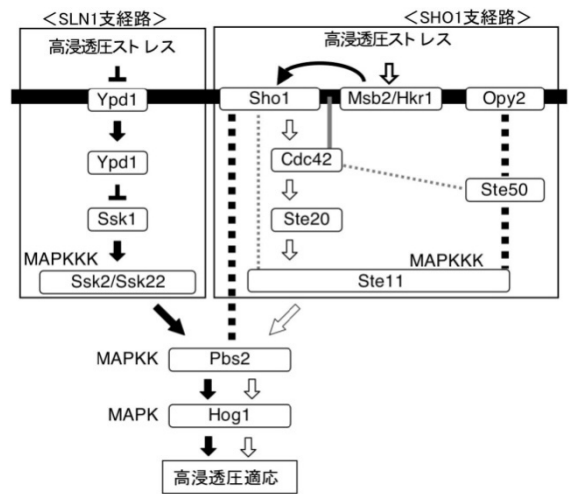 <SLN1支経路>
<SHO1支経路>
高浸透圧ストレス
高浸透圧ストレス
Ypd1
Sho1
Msb2/Hkr1
Opy2
Ypd1
Cdc42
Ste50
Ssk1
Ste20
MAPKKK
MAPKKK
Ssk2/Ssk22
Ste11
MAPKK
Pbs2
MAPK
Hog1
高浸透圧適応